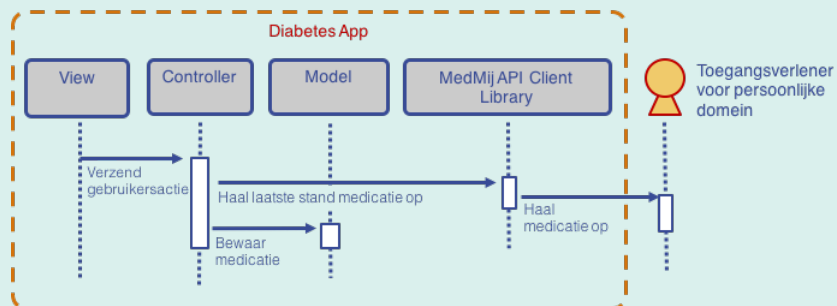 Diabetes App
View
Controller
Model
MedMij API Client
Library
Toegangsverlener
voor persoonlijke
domein
Verzend
gebruikersactie
Haal laatste stand medicatie op
Haal
medicatie op
Bewaar
medicatie